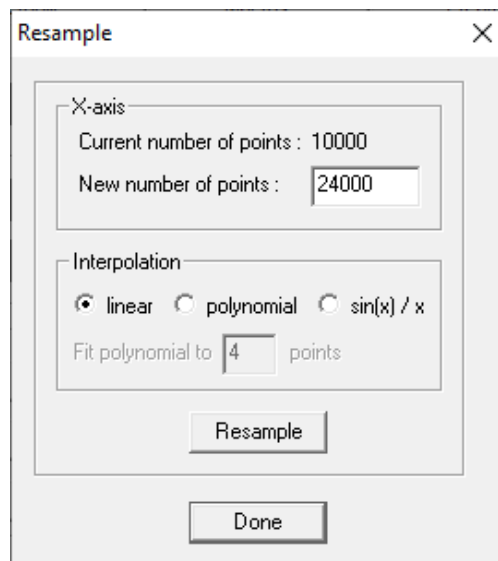 Resample
X-axis
Current number of points : 10000
New number of points : 24000
Interpolation
linear polynomial sin(x) / x
Fit polynomial to 4 points
Resample
Done